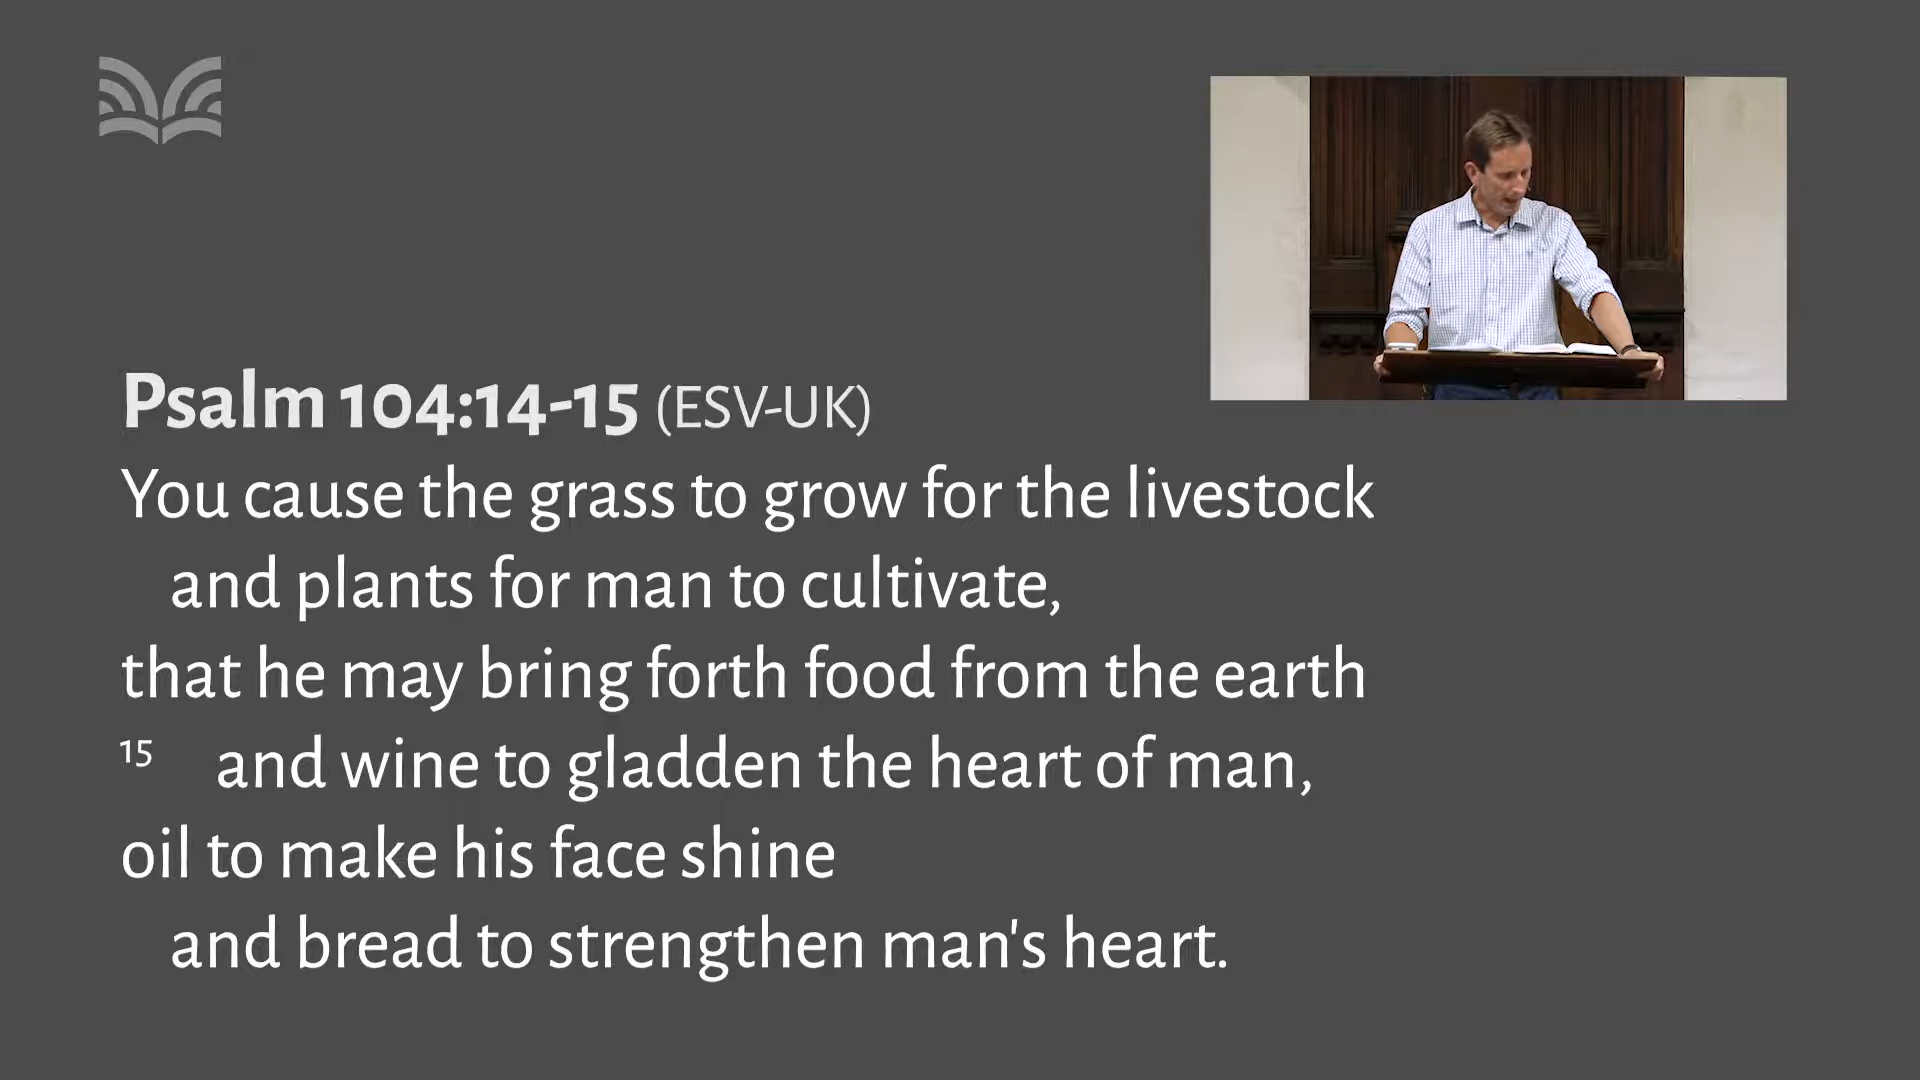 Psalm 104:14-15 (ESV-UK)
You cause the grass to grow for the livestock
and plants for man to cultivate,
that he may bring forth food from the earth
15 and wine to gladden the heart of man,
oil to make his face shine
and bread to strengthen man's heart.